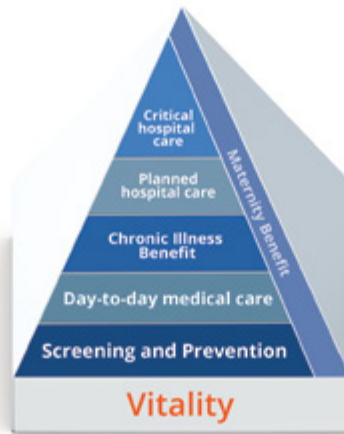 Critical
hospital
care
Planned
hospital care
Chronic Illness
Benefit
Day-to-day medical care
Screening and Prevention
Maternity Benefit
Vitality